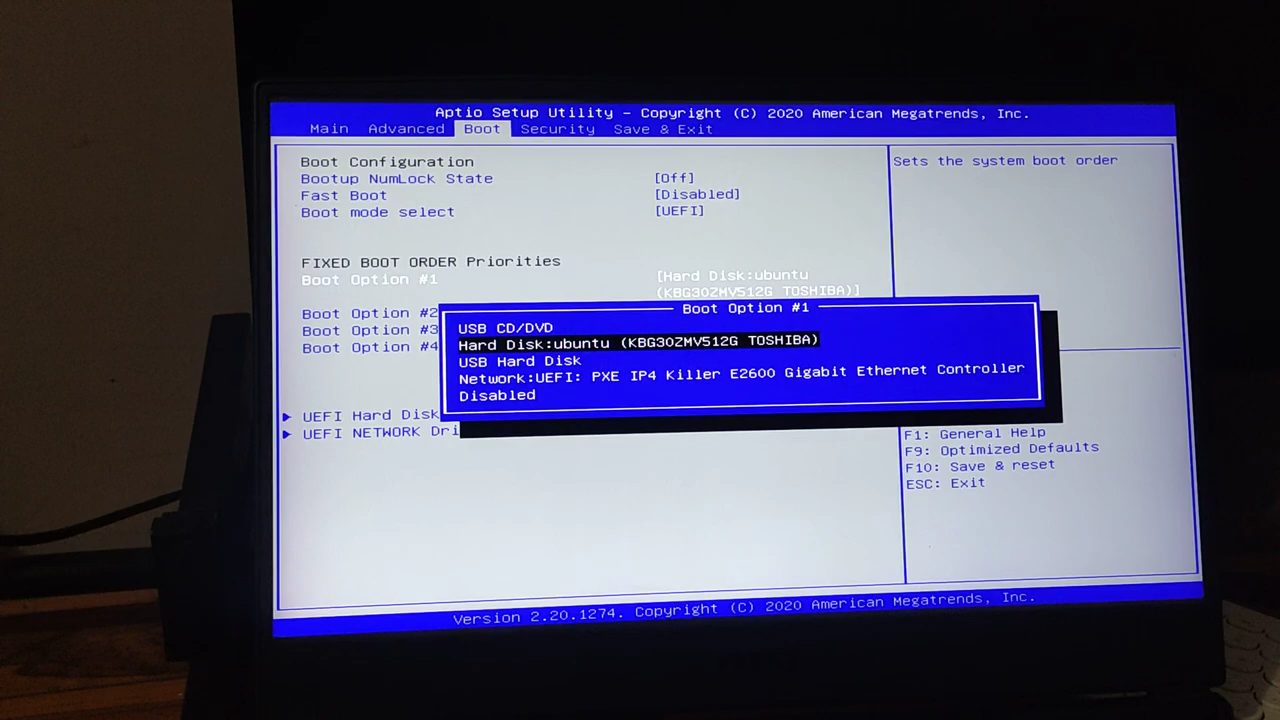 Aptio Setup Utility – Copyright (C) 2020 American Megatrends, Inc.
Main Advanced Boot Security Save & Exit
Boot Configuration
Bootup NumLock State [Off]
Fast Boot [Disabled]
Boot mode select [UEFI]
FIXED BOOT ORDER Priorities
Boot Option #1 [Hard Disk:ubuntu
(KBG30ZMV512G TOSHIBA)]
Boot Option #2
Boot Option #3
Boot Option #4
UEFI Hard Disk
UEFI NETWORK Dri
Boot Option #1
USB CD/DVD
Hard Disk:ubuntu (KBG30ZMV512G TOSHIBA)
USB Hard Disk
Network:UEFI: PXE IP4 Killer E2600 Gigabit Ethernet Controller
Disabled
Sets the system boot order
F1: General Help
F9: Optimized Defaults
F10: Save & reset
ESC: Exit
Version 2.20.1274. Copyright (C) 2020 American Megatrends, Inc.